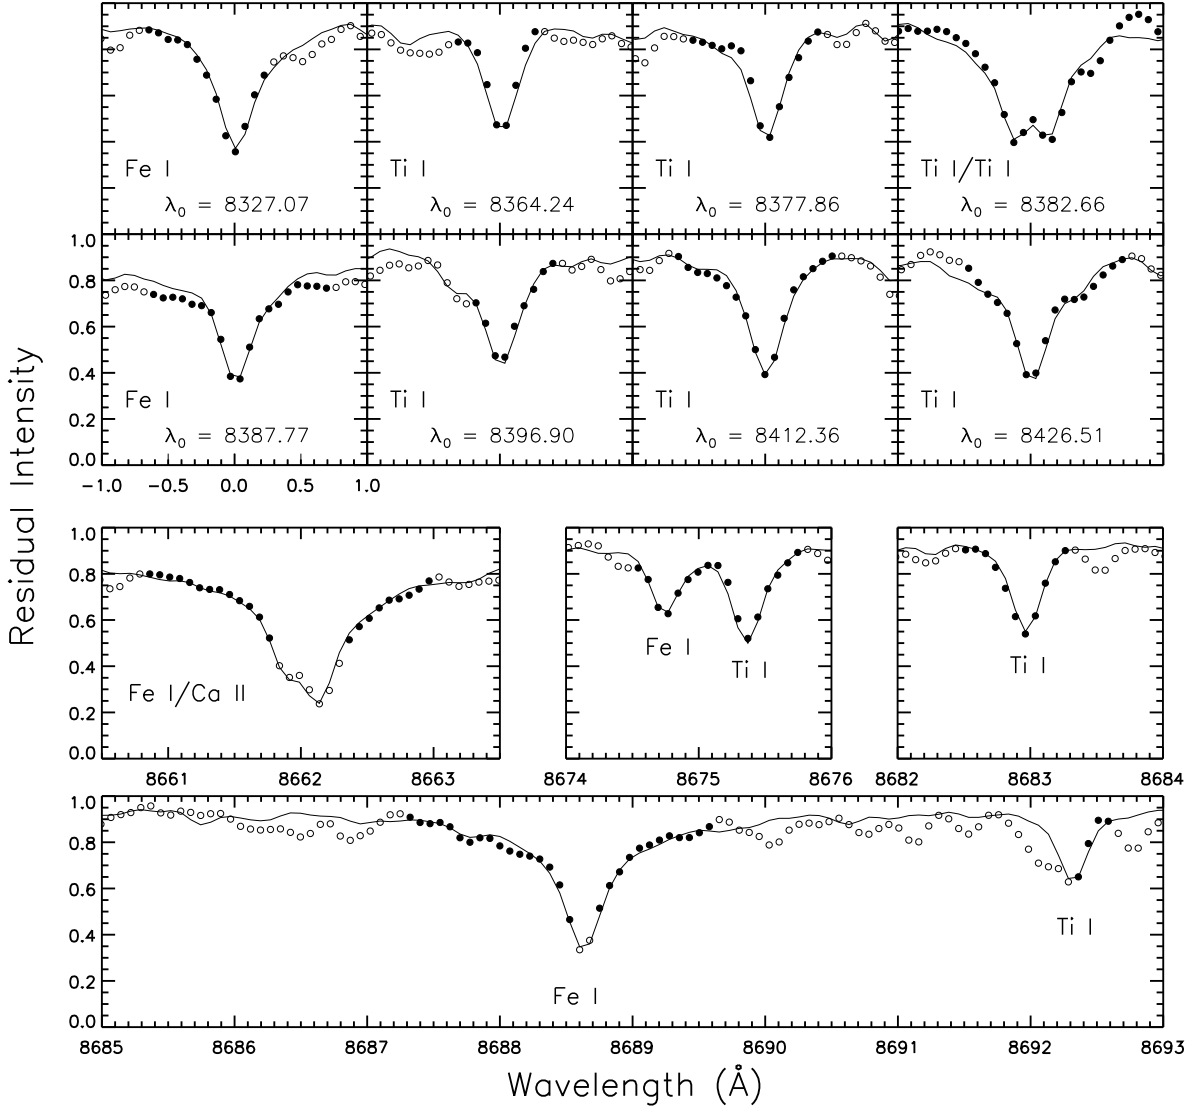 Fe I
λ0 = 8327.07
Ti I
λ0 = 8364.24
Ti I
λ0 = 8377.86
Ti I/Ti I
λ0 = 8382.66
1.0
0.8
0.6
0.4
0.2
0.0
Fe I
λ0 = 8387.77
Ti I
λ0 = 8396.90
Ti I
λ0 = 8412.36
Ti I
λ0 = 8426.51
-1.0 -0.5 0.0 0.5 1.0
Residual Intensity
1.0
0.8
0.6
0.4
0.2
0.0
Fe I/Ca II
8661 8662 8663
Fe I
Ti I
8674 8675 8676
Ti I
8682 8683 8684
1.0
0.8
0.6
0.4
0.2
0.0
Fe I
Ti I
8685 8686 8687 8688 8689 8690 8691 8692 8693
Wavelength (Å)